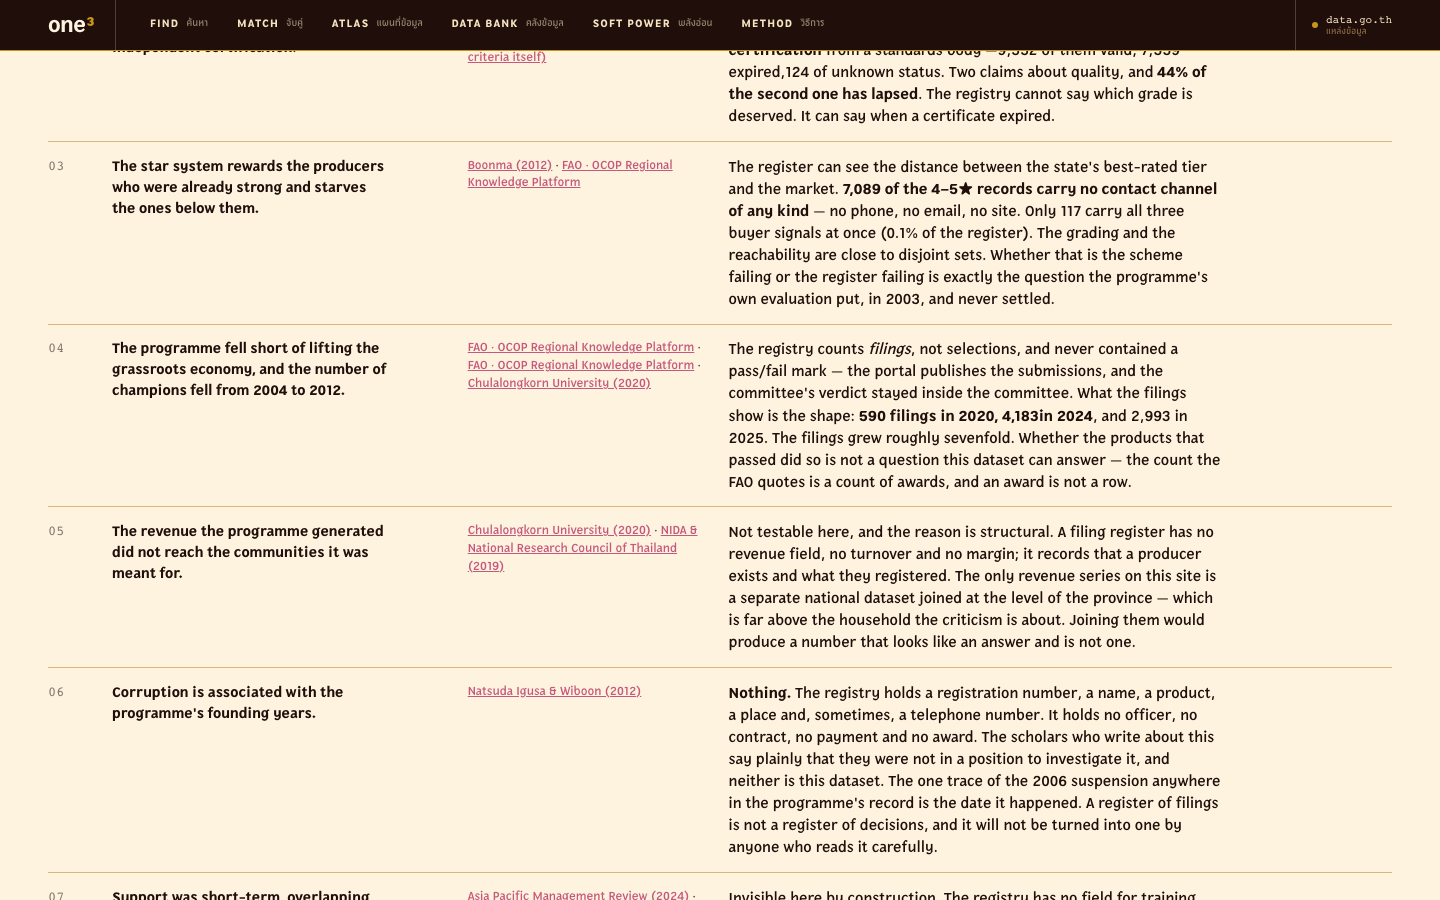 one³
FIND ค้นหา
MATCH จับคู่
ATLAS แผนที่ข้อมูล
DATA BANK คลังข้อมูล
SOFT POWER พลังอ่อน
METHOD วิธีการ
data.go.th
แหล่งข้อมูล
criteria itself)
expired,124 of unknown status. Two claims about quality, and 44% of
the second one has lapsed. The registry cannot say which grade is
deserved. It can say when a certificate expired.
03
The star system rewards the producers
who were already strong and starves
the ones below them.
Boonma (2012) · FAO · OCOP Regional
Knowledge Platform
The register can see the distance between the state's best-rated tier
and the market. 7,089 of the 4–5★ records carry no contact channel
of any kind — no phone, no email, no site. Only 117 carry all three
buyer signals at once (0.1% of the register). The grading and the
reachability are close to disjoint sets. Whether that is the scheme
failing or the register failing is exactly the question the programme's
own evaluation put, in 2003, and never settled.
04
The programme fell short of lifting the
grassroots economy, and the number of
champions fell from 2004 to 2012.
FAO · OCOP Regional Knowledge Platform ·
FAO · OCOP Regional Knowledge Platform ·
Chulalongkorn University (2020)
The registry counts filings, not selections, and never contained a
pass/fail mark — the portal publishes the submissions, and the
committee's verdict stayed inside the committee. What the filings
show is the shape: 590 filings in 2020, 4,183in 2024, and 2,993 in
2025. The filings grew roughly sevenfold. Whether the products that
passed did so is not a question this dataset can answer — the count the
FAO quotes is a count of awards, and an award is not a row.
05
The revenue the programme generated
did not reach the communities it was
meant for.
Chulalongkorn University (2020) · NIDA &
National Research Council of Thailand
(2019)
Not testable here, and the reason is structural. A filing register has no
revenue field, no turnover and no margin; it records that a producer
exists and what they registered. The only revenue series on this site is
a separate national dataset joined at the level of the province — which
is far above the household the criticism is about. Joining them would
produce a number that looks like an answer and is not one.
06
Corruption is associated with the
programme's founding years.
Natsuda Igusa & Wiboon (2012)
Nothing. The registry holds a registration number, a name, a product,
a place and, sometimes, a telephone number. It holds no officer, no
contract, no payment and no award. The scholars who write about this
say plainly that they were not in a position to investigate it, and
neither is this dataset. The one trace of the 2006 suspension anywhere
in the programme's record is the date it happened. A register of filings
is not a register of decisions, and it will not be turned into one by
anyone who reads it carefully.
07
Support was short-term, overlapping
Asia Pacific Management Review (2024) ·
Invisible here by construction. The registry has no field for training,